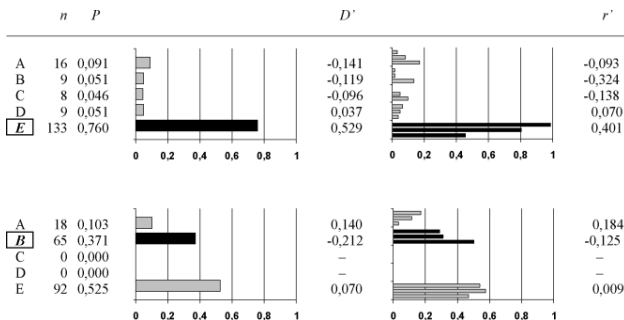 n P D' r'
A 16 0,091 -0,141 -0,093
B 9 0,051 -0,119 -0,324
C 8 0,046 -0,096 -0,138
D 9 0,051 0,037 0,070
E 133 0,760 0,529 0,401
0 0,2 0,4 0,6 0,8 1 0 0,2 0,4 0,6 0,8 1
A 18 0,103 0,140 0,184
B 65 0,371 -0,212 -0,125
C 0 0,000 – –
D 0 0,000 – –
E 92 0,525 0,070 0,009
0 0,2 0,4 0,6 0,8 1 0 0,2 0,4 0,6 0,8 1